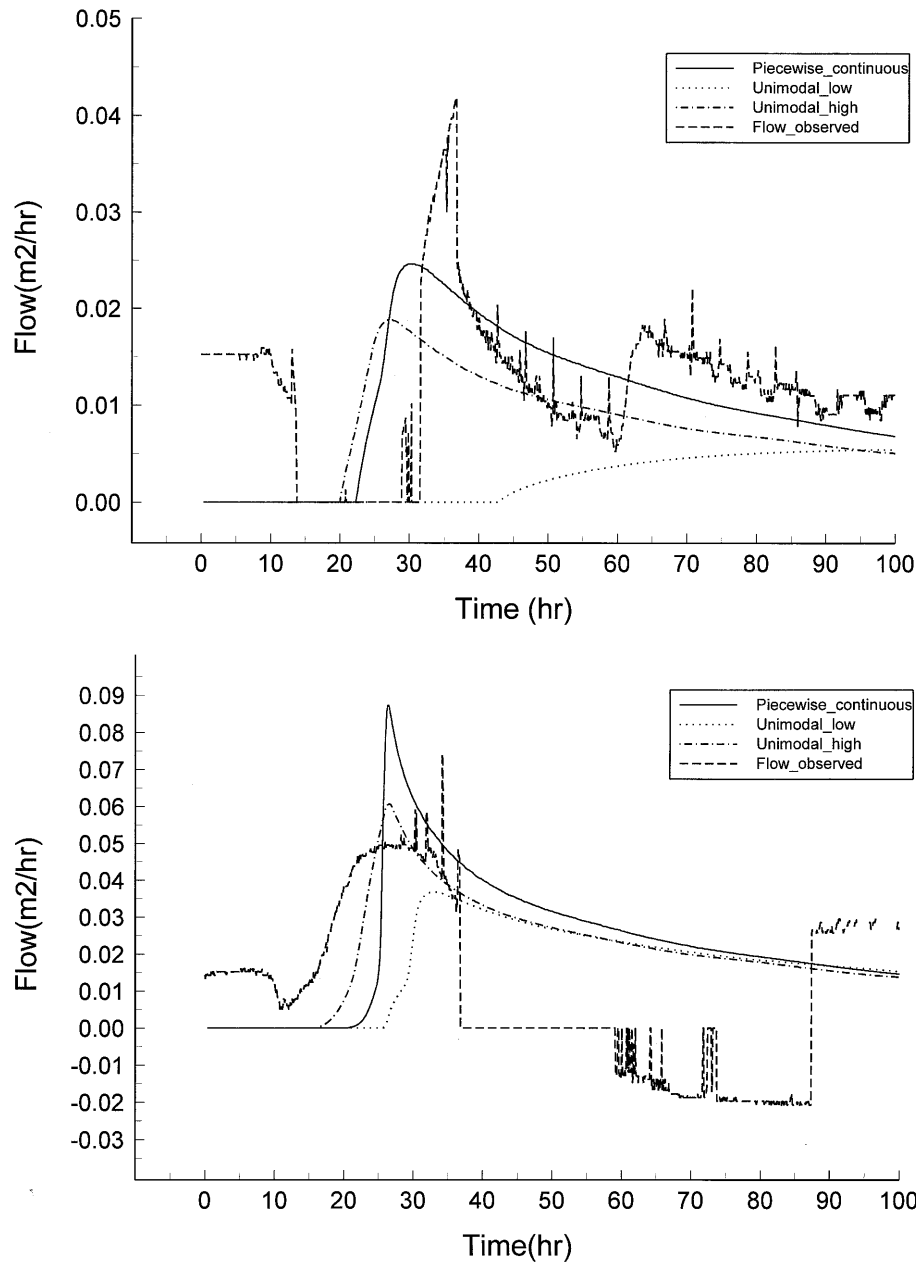 0.05
0.04
0.03
0.02
0.01
0.00
Flow(m2/hr)
Piecewise_continuous
Unimodal_low
Unimodal_high
Flow_observed
0 10 20 30 40 50 60 70 80 90 100
Time (hr)
0.09
0.08
0.07
0.06
0.05
0.04
0.03
0.02
0.01
0.00
-0.01
-0.02
-0.03
Flow(m2/hr)
Piecewise_continuous
Unimodal_low
Unimodal_high
Flow_observed
0 10 20 30 40 50 60 70 80 90 100
Time(hr)